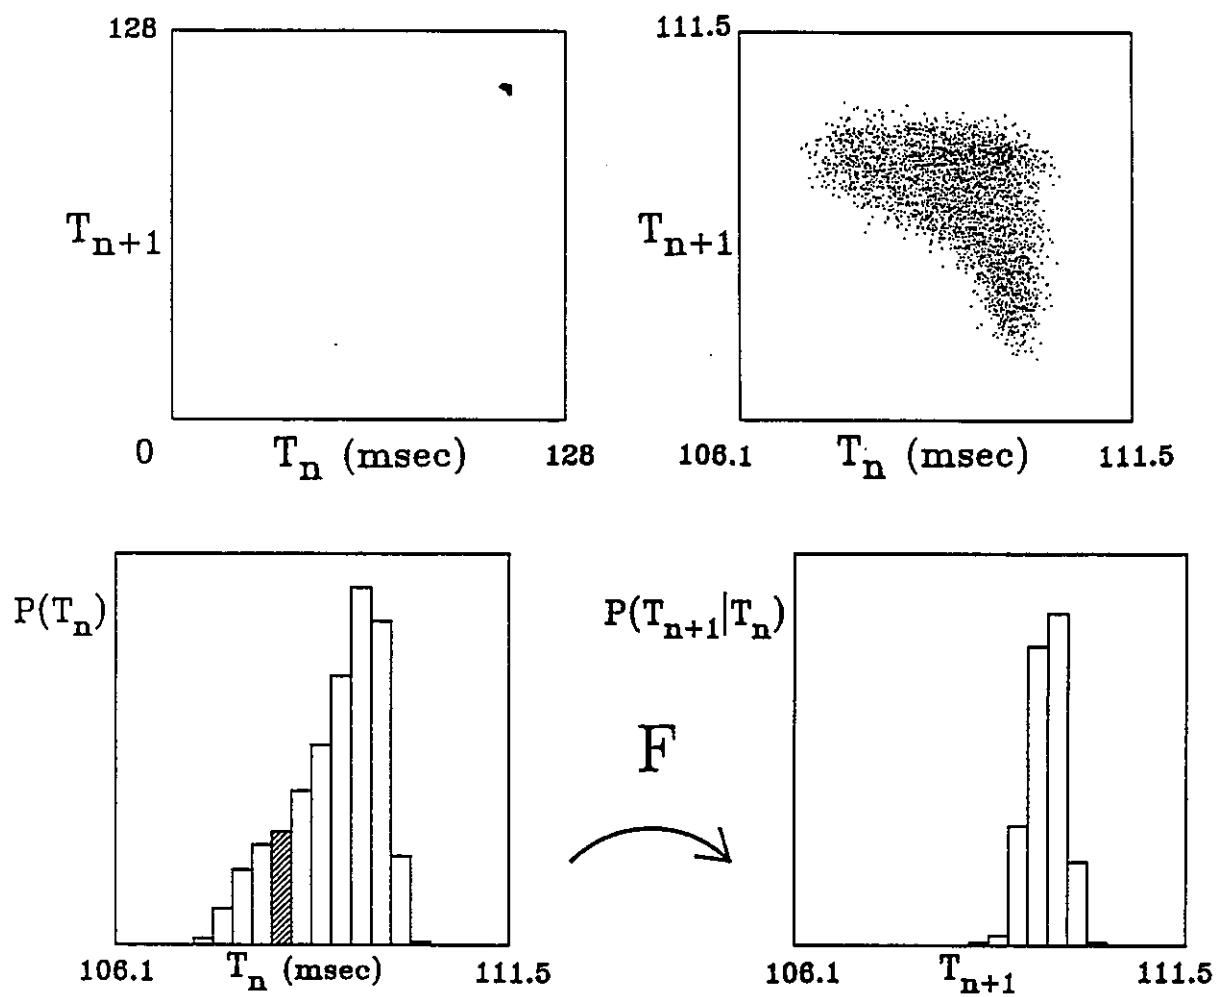 128
T_{n+1}
0
T_n (msec)
128
111.5
T_{n+1}
106.1
T_n (msec)
111.5
P(T_n)
106.1
T_n (msec)
111.5
F
P(T_{n+1}|T_n)
106.1
T_{n+1}
111.5